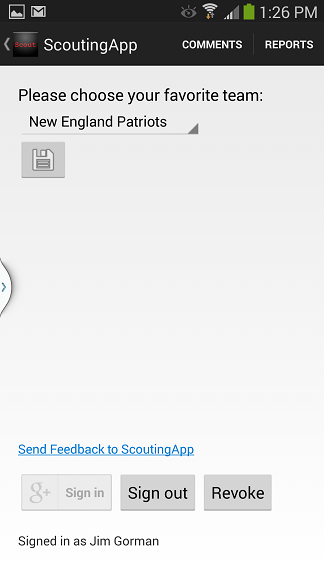 1:26 PM
Scout
ScoutingApp
COMMENTS
REPORTS
Please choose your favorite team:
New England Patriots
Send Feedback to ScoutingApp
g+ Sign in
Sign out
Revoke
Signed in as Jim Gorman